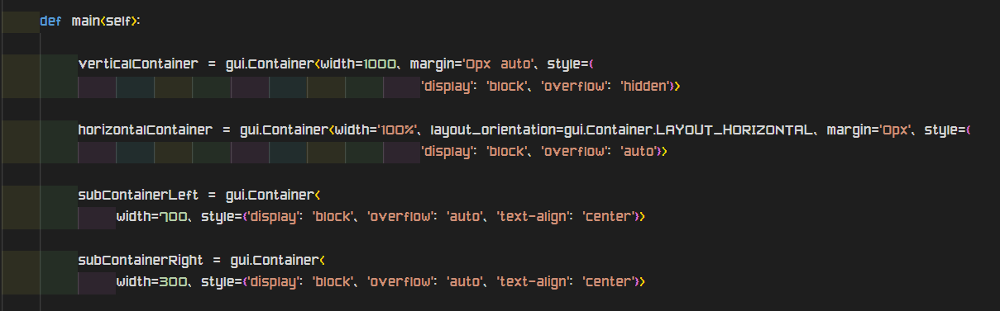 def main(self):
verticalContainer = gui.Container(width=1000, margin='0px auto', style={
'display': 'block', 'overflow': 'hidden'})
horizontalContainer = gui.Container(width='100%', layout_orientation=gui.Container.LAYOUT_HORIZONTAL, margin='0px', style={
'display': 'block', 'overflow': 'auto'})
subContainerLeft = gui.Container(
width=700, style={'display': 'block', 'overflow': 'auto', 'text-align': 'center'})
subContainerRight = gui.Container(
width=300, style={'display': 'block', 'overflow': 'auto', 'text-align': 'center'})